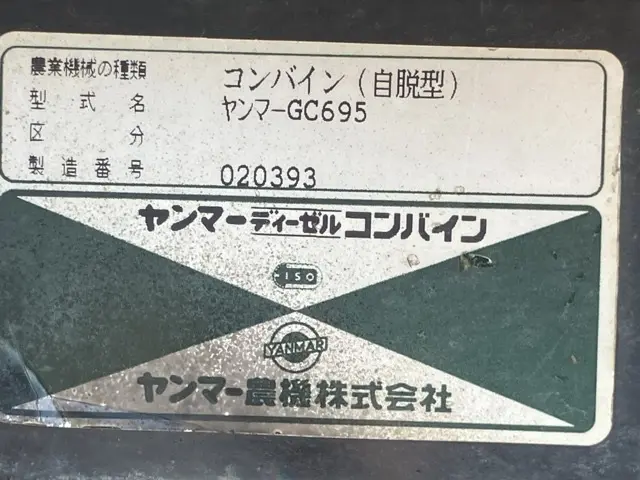 農業機械の種類 コンバイン(自脱型)
型式名 ヤンマーGC695
区分
製造番号 020393
ヤンマーディーゼルコンバイン
ISO
YANMAR
ヤンマー農機株式会社